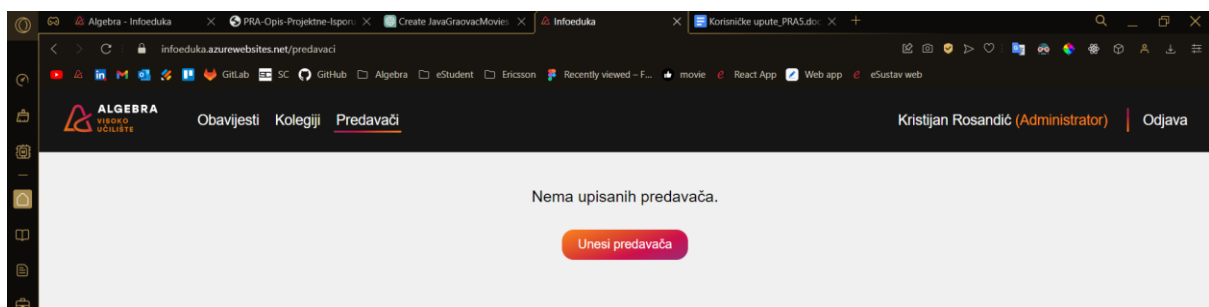 Algebra - Infoeduka
PRA-Opis-Projektne-Isporu
Create JavaGraovacMovies
Infoeduka
Korisničke upute_PRA5.doc
infoeduka.azurewebsites.net/predavaci
GitLab
SC
GitHub
Algebra
eStudent
Ericsson
Recently viewed – F...
movie
React App
Web app
eSustav web
ALGEBRA
VISOKO
UČILIŠTE
Obavijesti
Kolegiji
Predavači
Kristijan Rosandić (Administrator)
Odjava
Nema upisanih predavača.
Unesi predavača